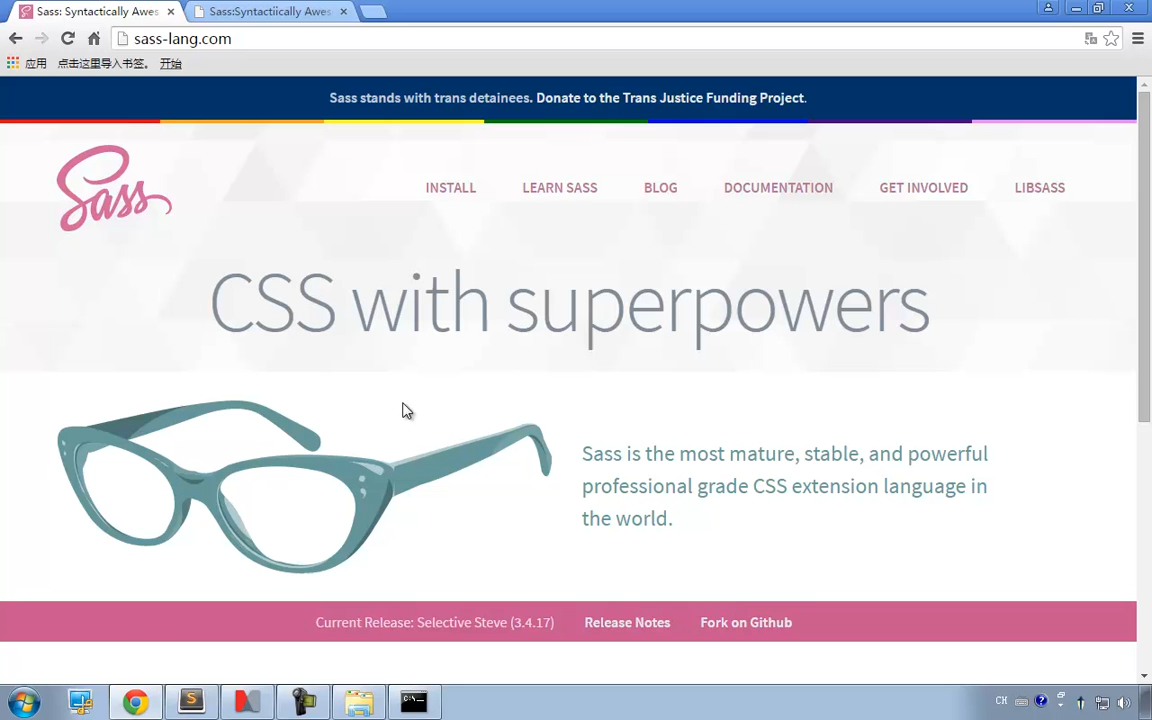 Sass: Syntactically Awes
Sass:Syntactiically Awes
sass-lang.com
应用 点击这里导入书签。 开始
Sass stands with trans detainees. Donate to the Trans Justice Funding Project.
Sass
INSTALL LEARN SASS BLOG DOCUMENTATION GET INVOLVED LIBSASS
CSS with superpowers
Sass is the most mature, stable, and powerful
professional grade CSS extension language in
the world.
Current Release: Selective Steve (3.4.17) Release Notes Fork on Github
CH